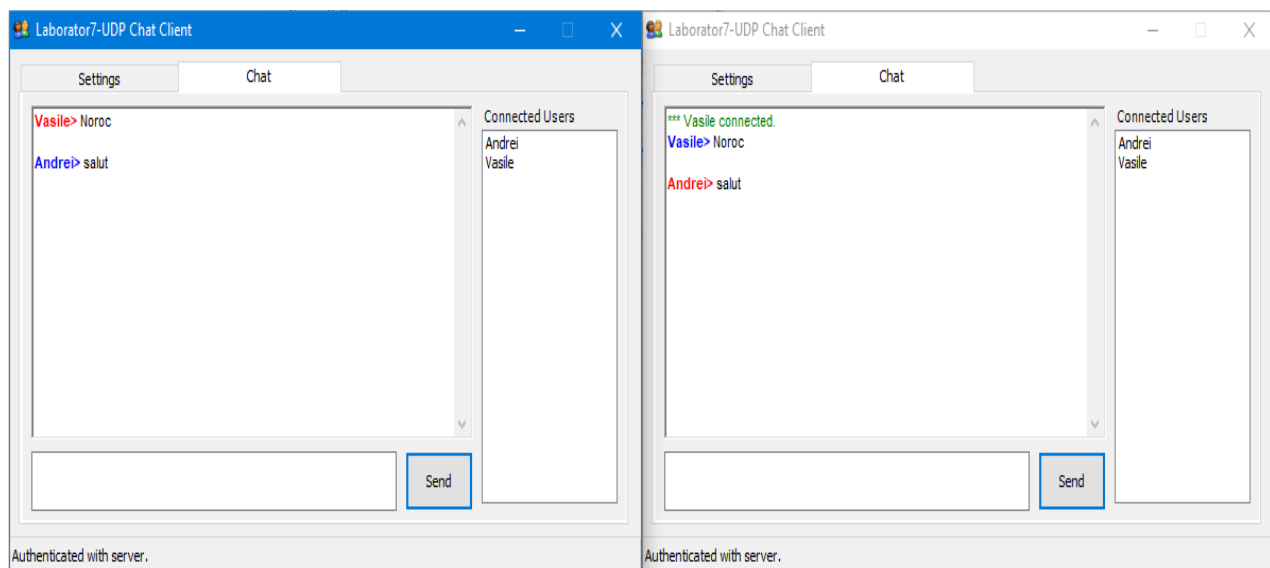 Laborator7-UDP Chat Client
Settings
Chat
Vasile> Noroc
Andrei> salut
Connected Users
Andrei
Vasile
Send
Authenticated with server.
Laborator7-UDP Chat Client
Settings
Chat
*** Vasile connected.
Vasile> Noroc
Andrei> salut
Connected Users
Andrei
Vasile
Send
Authenticated with server.